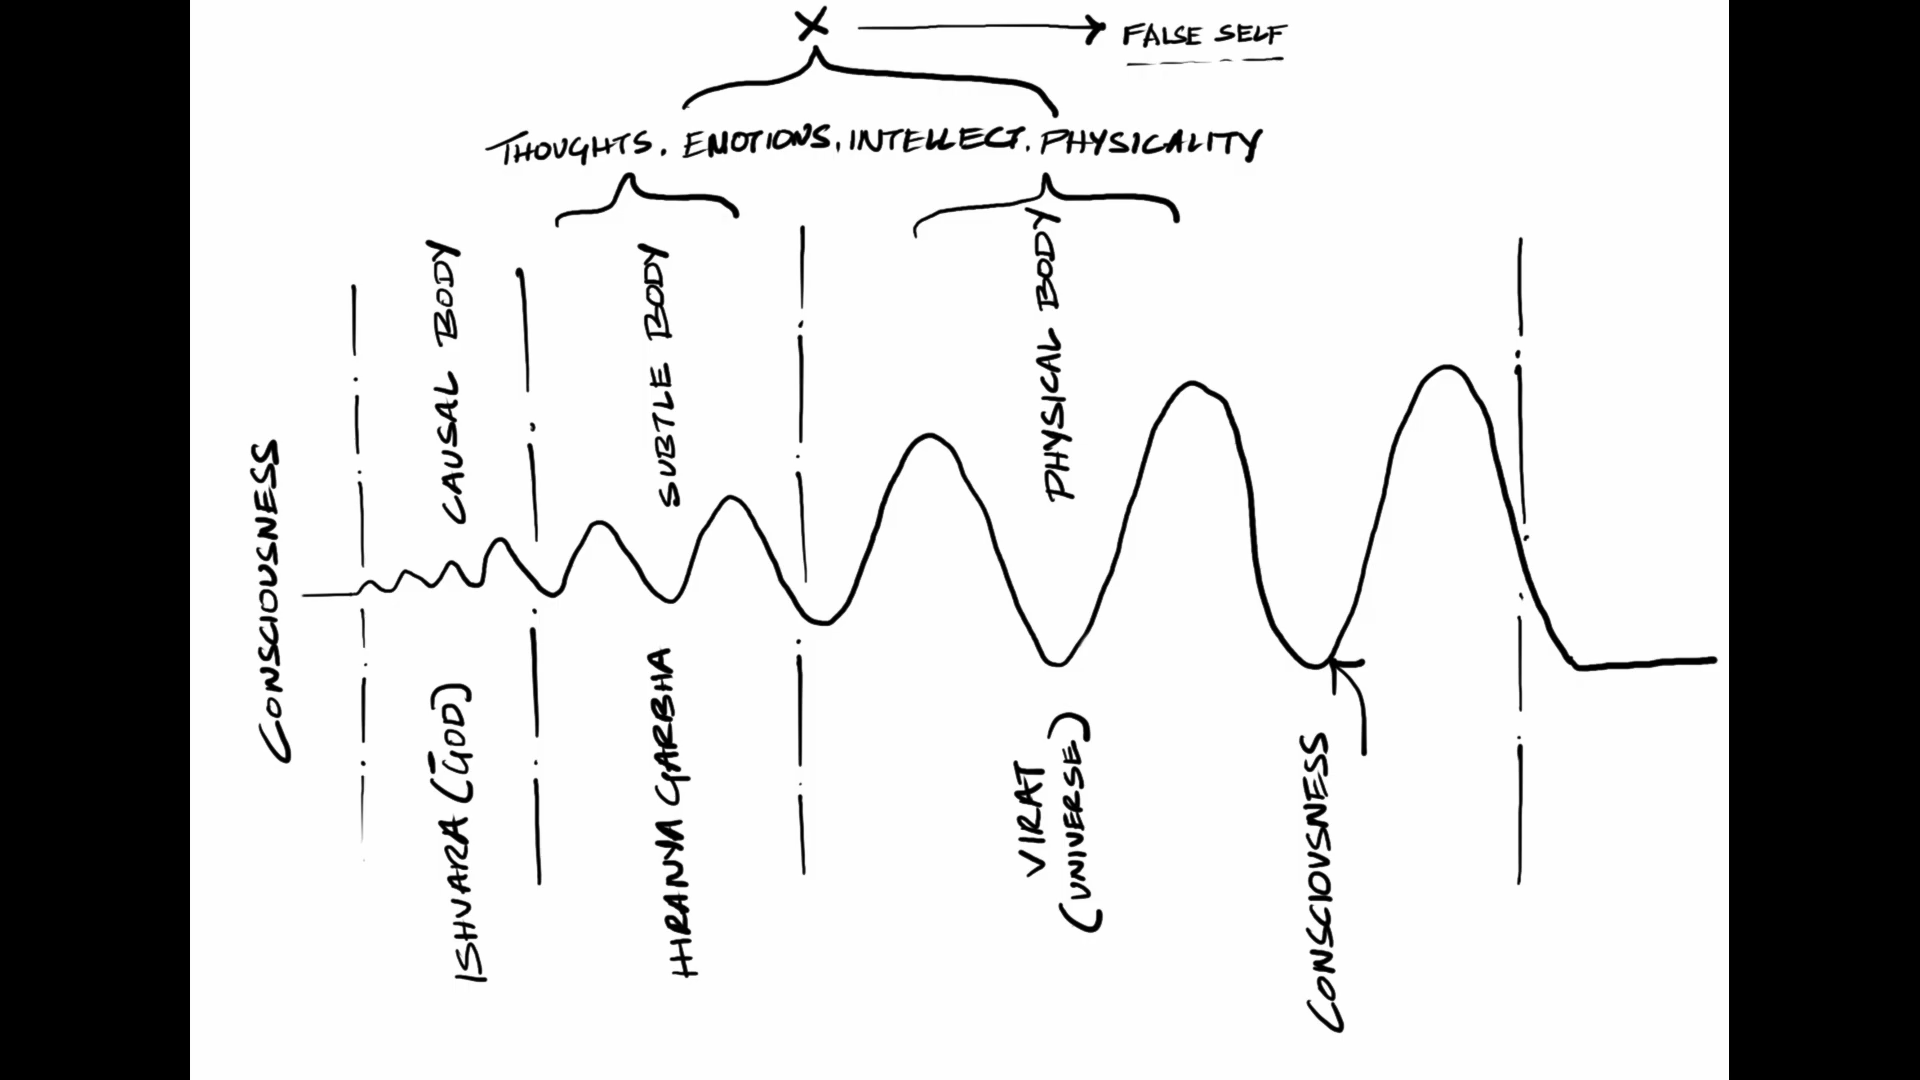 X
FALSE SELF
THOUGHTS. EMOTIONS, INTELLECT. PHYSICALITY
CONSCIOUSNESS
CAUSAL BODY
SUBTLE BODY
PHYSICAL BODY
ISHVARA (GOD)
HIRANYA GARBHA
VIRAT
(UNIVERSE)
CONSCIOUSNESS